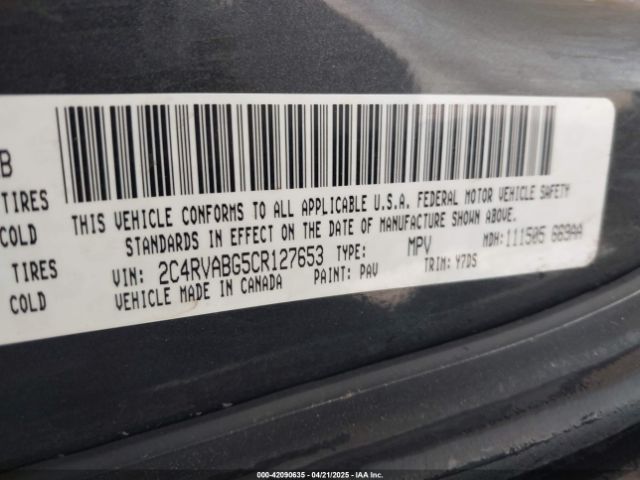 B
TIRES
COLD
TIRES
COLD
THIS VEHICLE CONFORMS TO ALL APPLICABLE U.S.A. FEDERAL MOTOR VEHICLE SAFETY
STANDARDS IN EFFECT ON THE DATE OF MANUFACTURE SHOWN ABOVE.
VIN: 2C4RVABG5CR127653 TYPE: MPV MDH: 111505 669AA
VEHICLE MADE IN CANADA PAINT: PAV TRIM: Y7DS
000-42090635 - 04/21/2025 - IAA Inc.